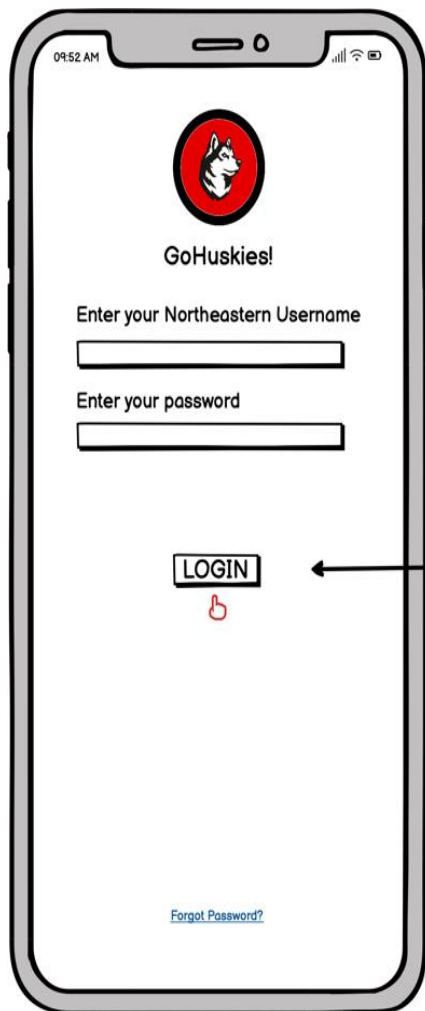 09:52 AM
GoHuskies!
Enter your Northeastern Username
Enter your password
LOGIN
Forgot Password?